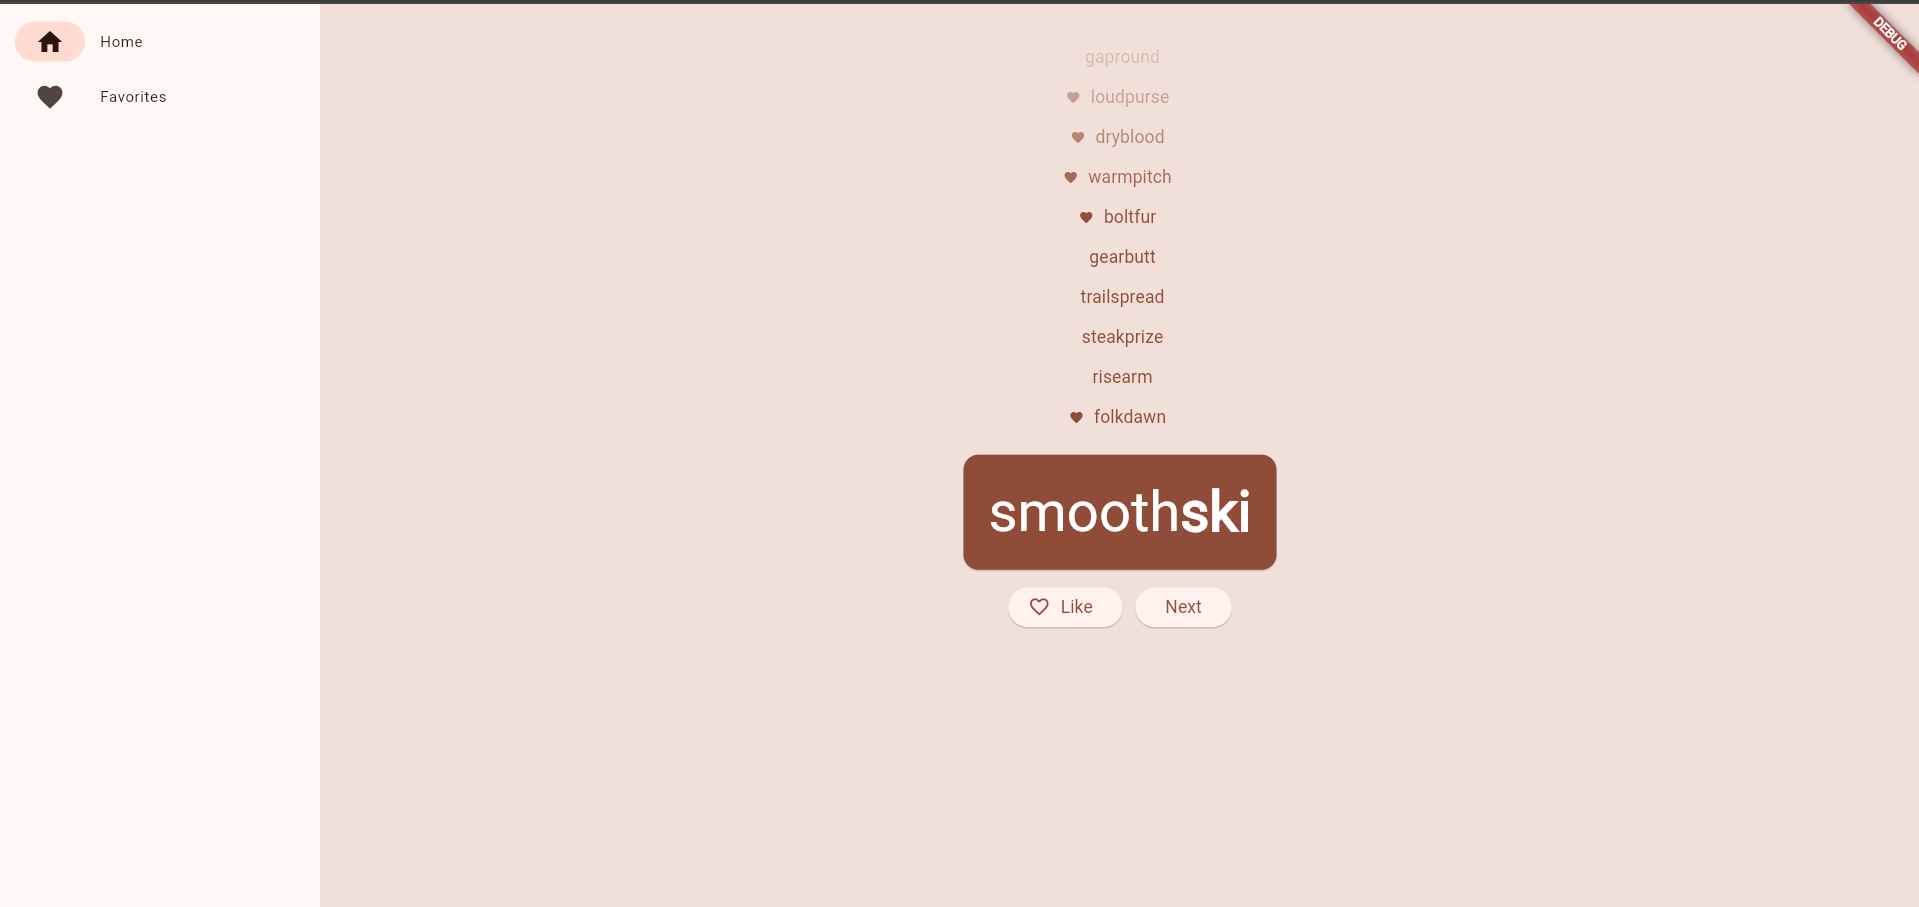 Home
Favorites
DEBUG
gapround
loudpurse
dryblood
warmpitch
boltfur
gearbutt
trailspread
steakprize
risearm
folkdawn
smoothski
Like
Next